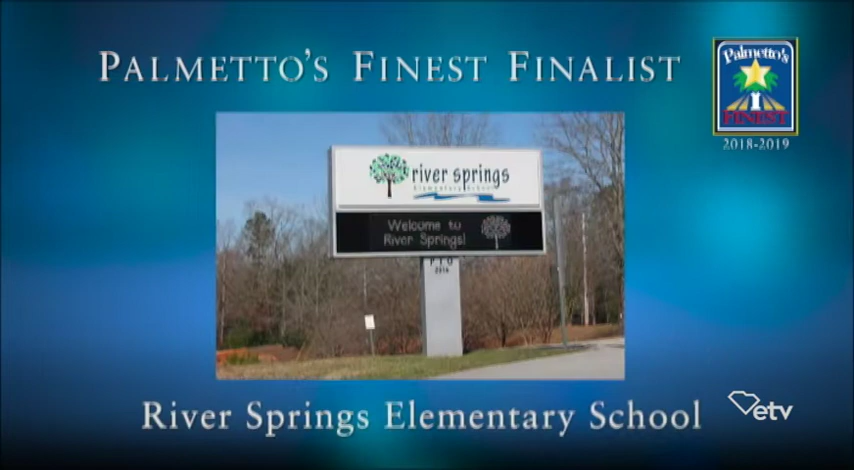 PALMETTO'S FINEST FINALIST
Palmetto's
FINEST
2018-2019
river springs
Elementary School
Welcome to
River Springs!
PTO
2016
River Springs Elementary School
etv